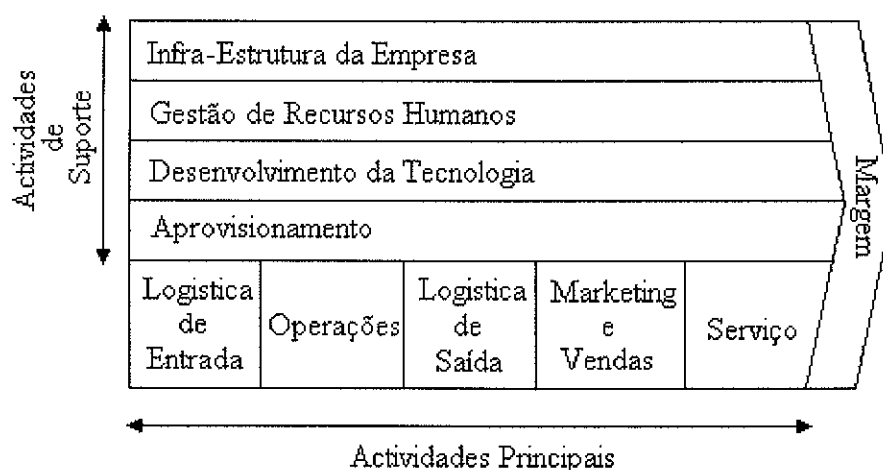 Actividades
de
Suporte
Infra-Estrutura da Empresa
Gestão de Recursos Humanos
Desenvolvimento da Tecnologia
Aprovisionamento
Margem
Logistica
de
Entrada
Operações
Logistica
de
Saída
Marketing
e
Vendas
Serviço
Actividades Principais